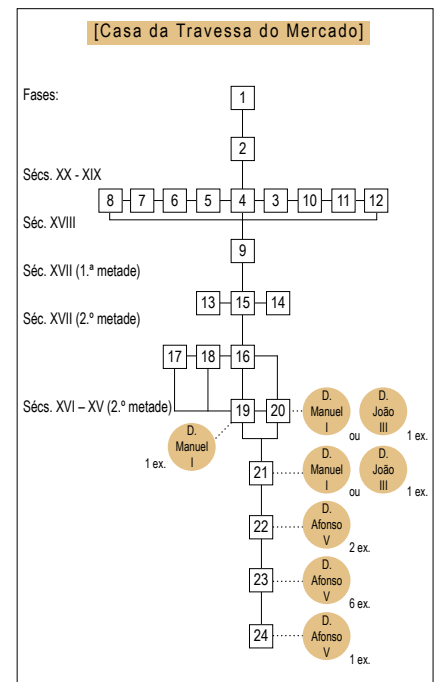 [Casa da Travessa do Mercado]
Fases:
1
2
Sécs. XX - XIX
8 7 6 5 4 3 10 11 12
Séc. XVIII
9
Séc. XVII (1.ª metade)
13 15 14
Séc. XVII (2.º metade)
17 18 16
Sécs. XVI – XV (2.º metade)
19 20
D.
Manuel
I
ou
D.
João
III
1 ex.
D.
Manuel
I
1 ex.
21
D.
Manuel
I
ou
D.
João
III
1 ex.
22
D.
Afonso
V
2 ex.
23
D.
Afonso
V
6 ex.
24
D.
Afonso
V
1 ex.